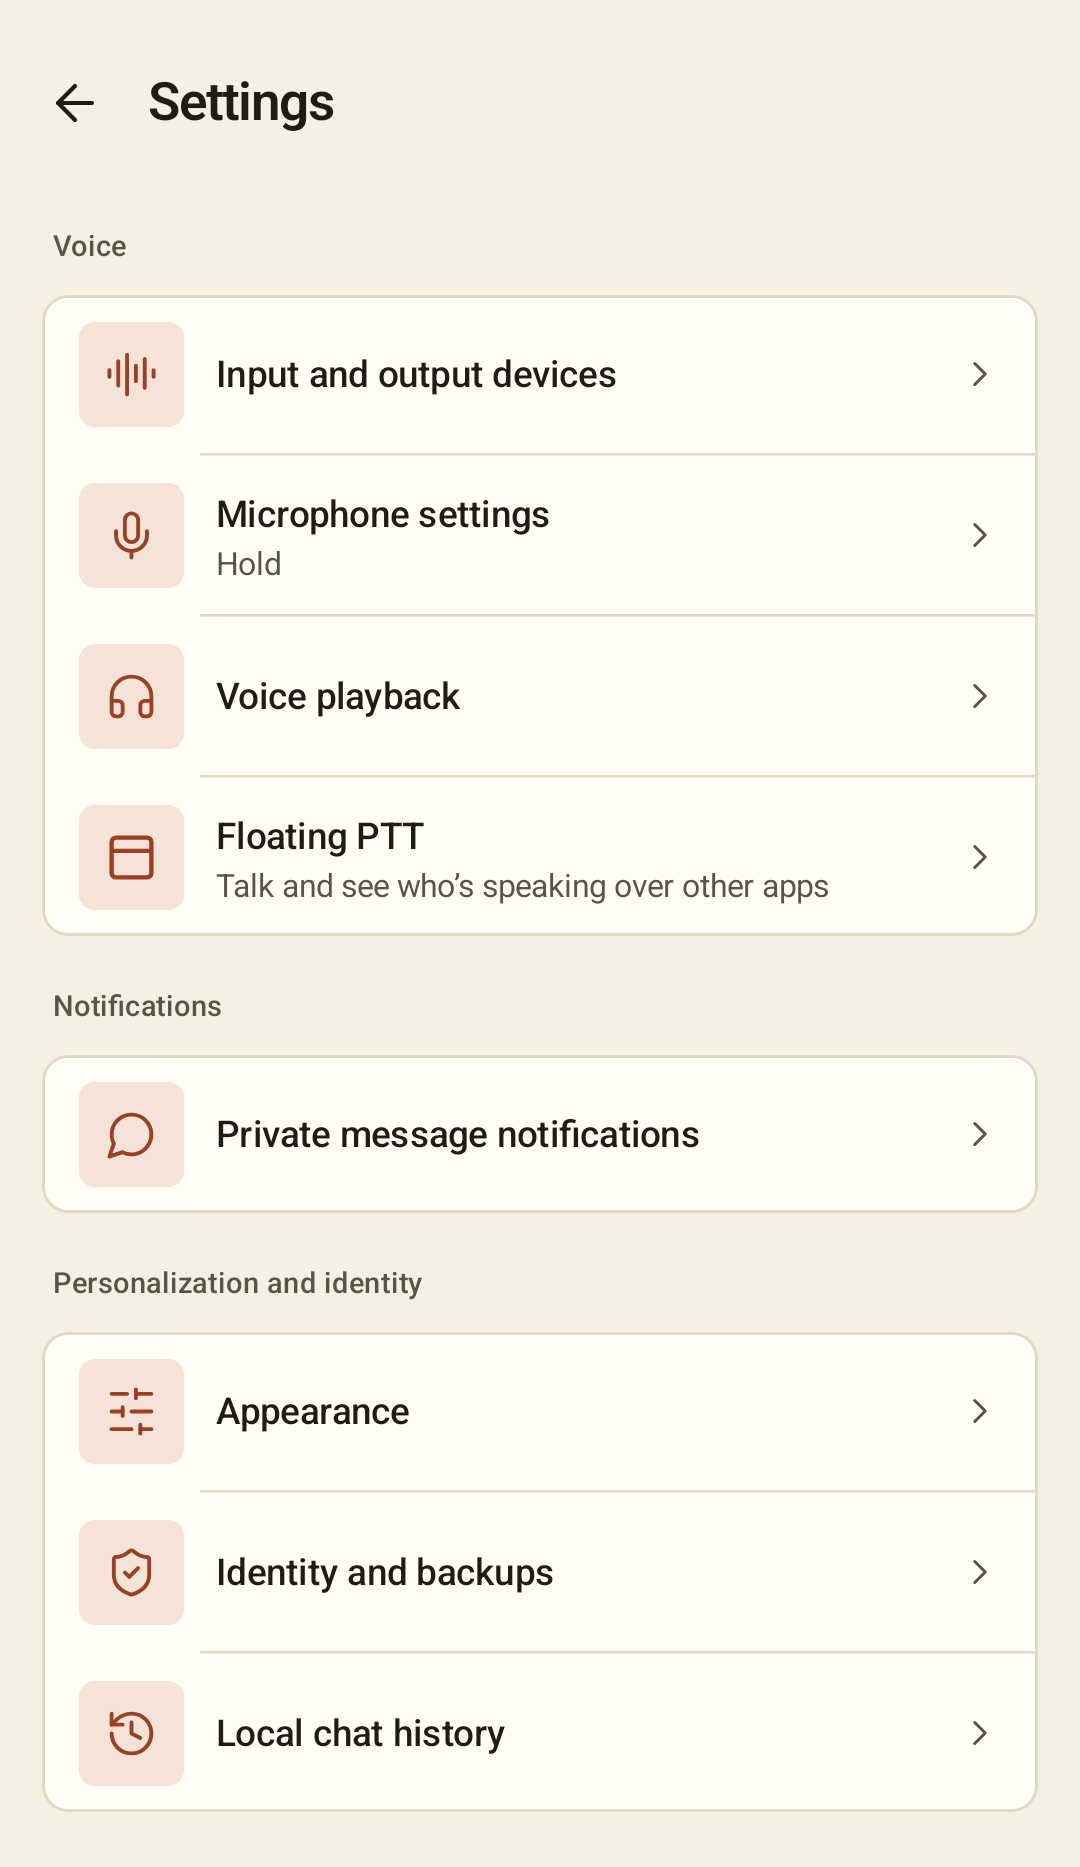 Settings
Voice
Input and output devices
Microphone settings
Hold
Voice playback
Floating PTT
Talk and see who’s speaking over other apps
Notifications
Private message notifications
Personalization and identity
Appearance
Identity and backups
Local chat history